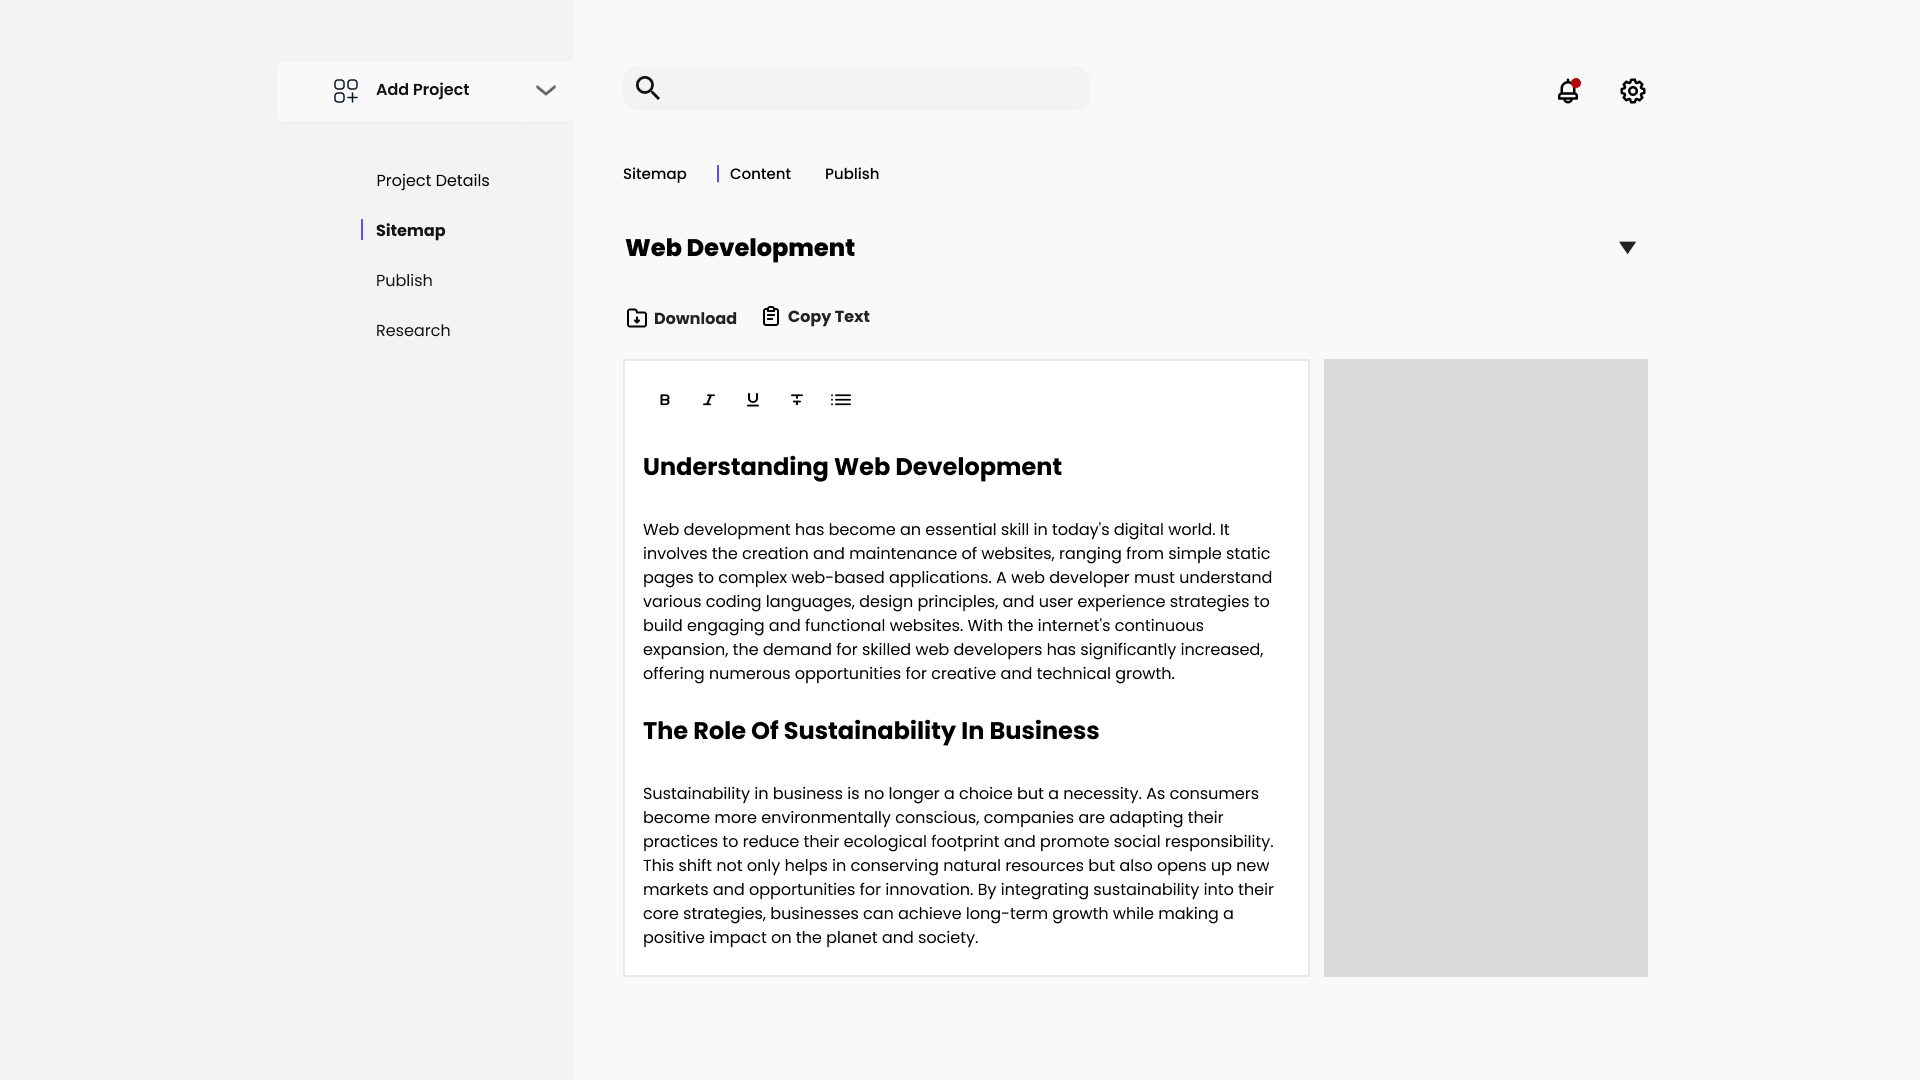 Add Project
Project Details
Sitemap
Publish
Research
Sitemap
Content
Publish
Web Development
Download
Copy Text
B
I
U
T
Understanding Web Development
Web development has become an essential skill in today's digital world. It
involves the creation and maintenance of websites, ranging from simple static
pages to complex web-based applications. A web developer must understand
various coding languages, design principles, and user experience strategies to
build engaging and functional websites. With the internet's continuous
expansion, the demand for skilled web developers has significantly increased,
offering numerous opportunities for creative and technical growth.
The Role Of Sustainability In Business
Sustainability in business is no longer a choice but a necessity. As consumers
become more environmentally conscious, companies are adapting their
practices to reduce their ecological footprint and promote social responsibility.
This shift not only helps in conserving natural resources but also opens up new
markets and opportunities for innovation. By integrating sustainability into their
core strategies, businesses can achieve long-term growth while making a
positive impact on the planet and society.